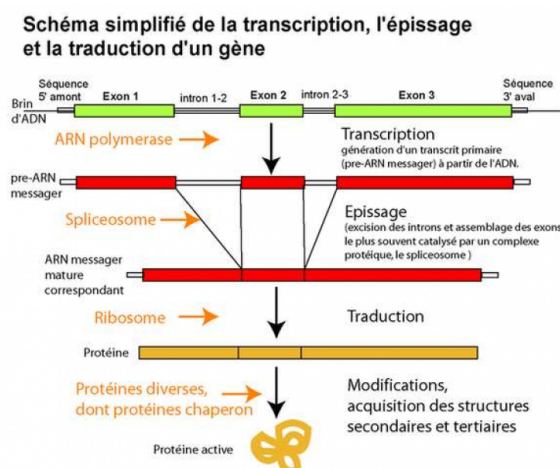 Schéma simplifié de la transcription, l'épissage
et la traduction d'un gène
Séquence
5' amont
Exon 1
intron 1-2
Exon 2
intron 2-3
Exon 3
Séquence
3' aval
Brin
d'ADN
ARN polymerase
Transcription
génération d'un transcrit primaire
(pre-ARN messager) à partir de l'ADN.
pre-ARN
messager
Spliceosome
Epissage
(excision des introns et assemblage des exons
le plus souvent catalysé par un complexe
protéique, le spliceosome )
ARN messager
mature
correspondant
Ribosome
Traduction
Protéine
Protéines diverses,
dont protéines chaperon
Modifications,
acquisition des structures
secondaires et tertiaires
Protéine active